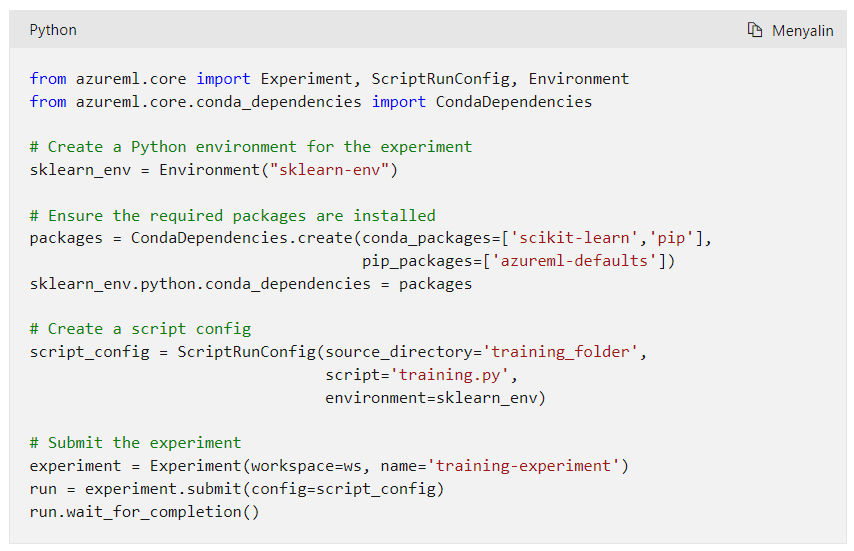 Python
Menyalin
from azureml.core import Experiment, ScriptRunConfig, Environment
from azureml.core.conda_dependencies import CondaDependencies
# Create a Python environment for the experiment
sklearn_env = Environment("sklearn-env")
# Ensure the required packages are installed
packages = CondaDependencies.create(conda_packages=['scikit-learn','pip'],
                                    pip_packages=['azureml-defaults'])
sklearn_env.python.conda_dependencies = packages
# Create a script config
script_config = ScriptRunConfig(source_directory='training_folder',
                                script='training.py',
                                environment=sklearn_env)
# Submit the experiment
experiment = Experiment(workspace=ws, name='training-experiment')
run = experiment.submit(config=script_config)
run.wait_for_completion()